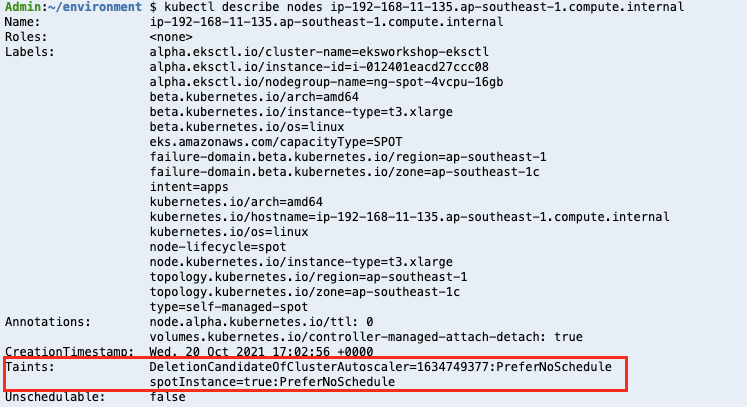 Admin:~/environment $ kubectl describe nodes ip-192-168-11-135.ap-southeast-1.compute.internal
Name: ip-192-168-11-135.ap-southeast-1.compute.internal
Roles: <none>
Labels: alpha.eksctl.io/cluster-name=eksworkshop-eksctl
alpha.eksctl.io/instance-id=i-012401eacd27ccc08
alpha.eksctl.io/nodegroup-name=ng-spot-4vcpu-16gb
beta.kubernetes.io/arch=amd64
beta.kubernetes.io/instance-type=t3.xlarge
beta.kubernetes.io/os=linux
eks.amazonaws.com/capacityType=SPOT
failure-domain.beta.kubernetes.io/region=ap-southeast-1
failure-domain.beta.kubernetes.io/zone=ap-southeast-1c
intent=apps
kubernetes.io/arch=amd64
kubernetes.io/hostname=ip-192-168-11-135.ap-southeast-1.compute.internal
kubernetes.io/os=linux
node-lifecycle=spot
node.kubernetes.io/instance-type=t3.xlarge
topology.kubernetes.io/region=ap-southeast-1
topology.kubernetes.io/zone=ap-southeast-1c
type=self-managed-spot
Annotations: node.alpha.kubernetes.io/ttl: 0
volumes.kubernetes.io/controller-managed-attach-detach: true
CreationTimestamp: Wed, 20 Oct 2021 17:02:56 +0000
Taints: DeletionCandidateOfClusterAutoscaler=1634749377:PreferNoSchedule
spotInstance=true:PreferNoSchedule
Unschedulable: false